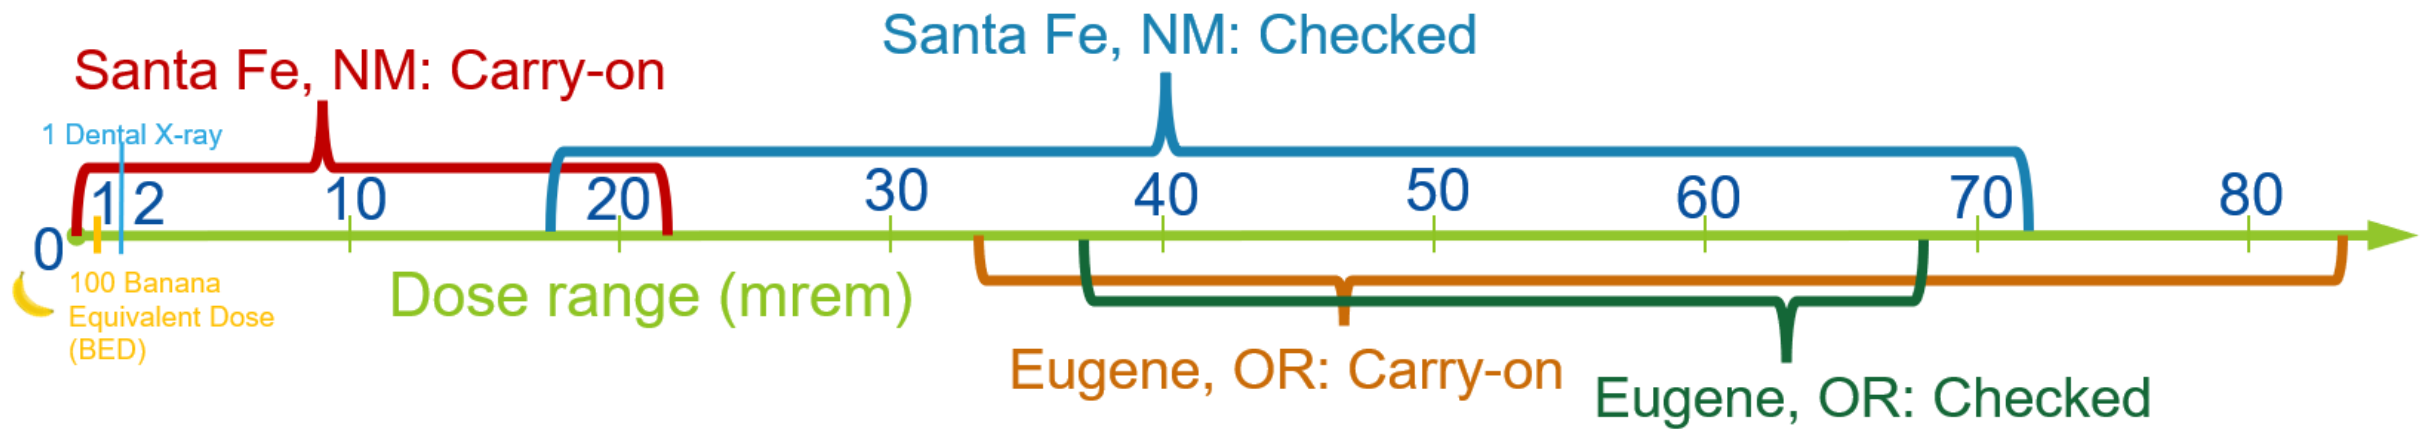 Santa Fe, NM: Checked
Santa Fe, NM: Carry-on
1 Dental X-ray
0 1 2 10 20 30 40 50 60 70 80
100 Banana
Equivalent Dose
(BED)
Dose range (mrem)
Eugene, OR: Carry-on
Eugene, OR: Checked